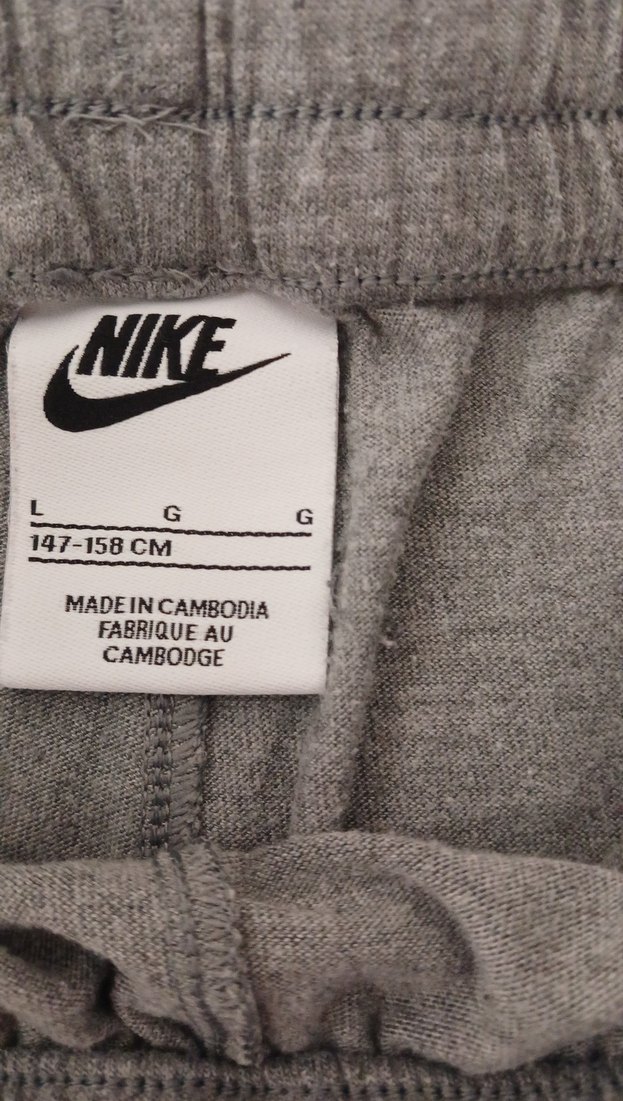 NIKE
L G G
147-158 CM
MADE IN CAMBODIA
FABRIQUE AU
CAMBODGE